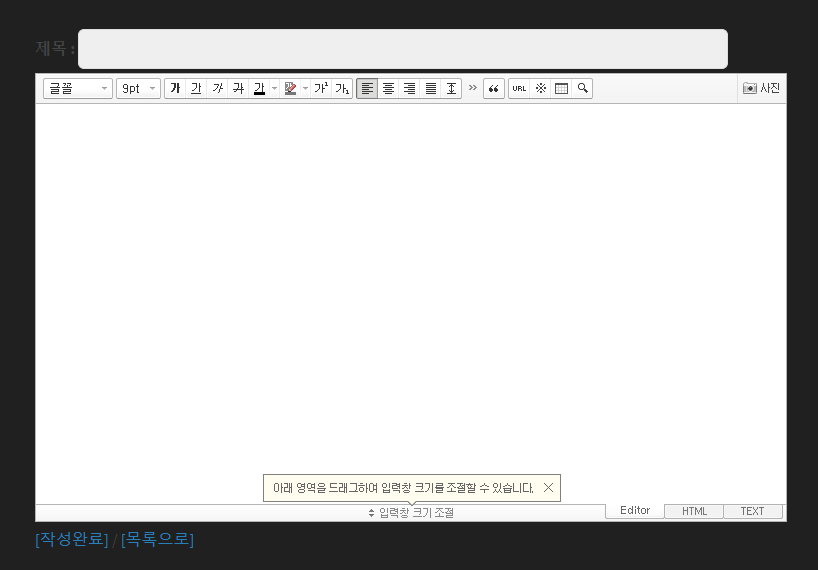 제목 :
글꼴 9pt 가 가 가 가 가 가 가¹ 가₁ » “ URL ※ 사진
아래 영역을 드래그하여 입력창 크기를 조절할 수 있습니다.
입력창 크기 조절 Editor HTML TEXT
[작성완료] / [목록으로]